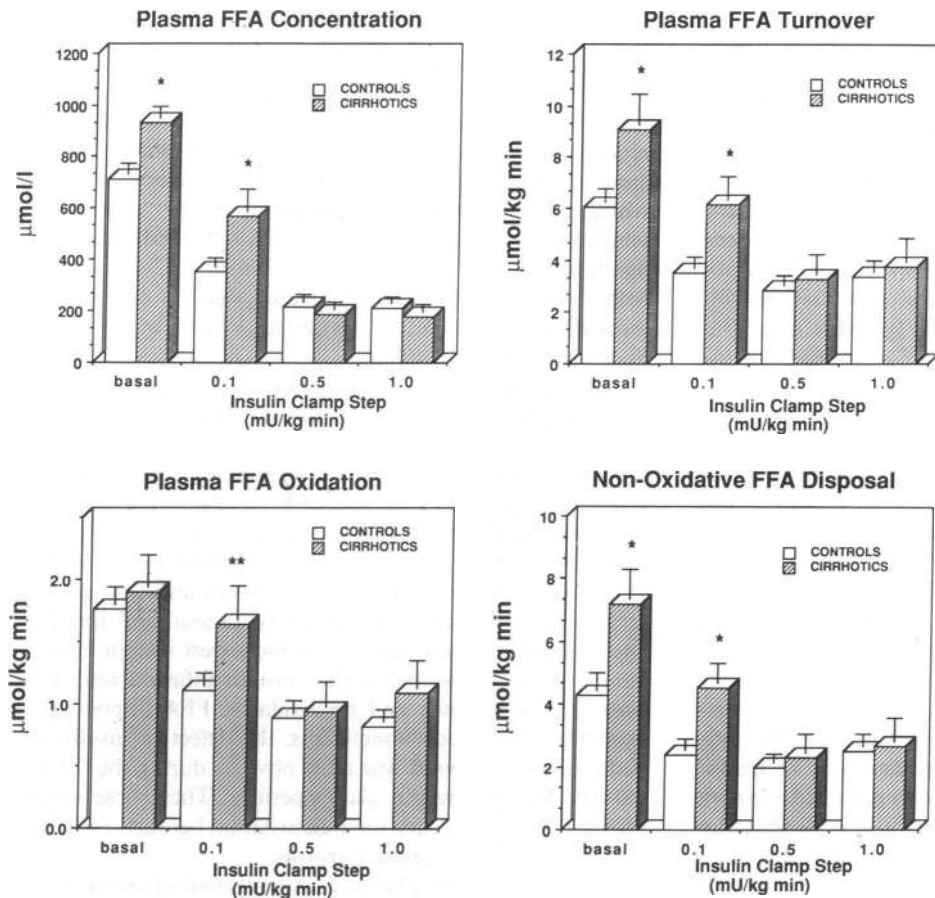 Plasma FFA Concentration
1200
1000
800
600
400
200
0
μmol/l
CONTROLS
CIRRHOTICS
*
*
basal 0.1 0.5 1.0
Insulin Clamp Step
(mU/kg min)
Plasma FFA Turnover
12
10
8
6
4
2
0
μmol/kg min
CONTROLS
CIRRHOTICS
*
*
basal 0.1 0.5 1.0
Insulin Clamp Step
(mU/kg min)
Plasma FFA Oxidation
2.0
1.0
0.0
μmol/kg min
CONTROLS
CIRRHOTICS
**
basal 0.1 0.5 1.0
Insulin Clamp Step
(mU/kg min)
Non-Oxidative FFA Disposal
10
8
6
4
2
0
μmol/kg min
CONTROLS
CIRRHOTICS
*
*
basal 0.1 0.5 1.0
Insulin Clamp Step
(mU/kg min)